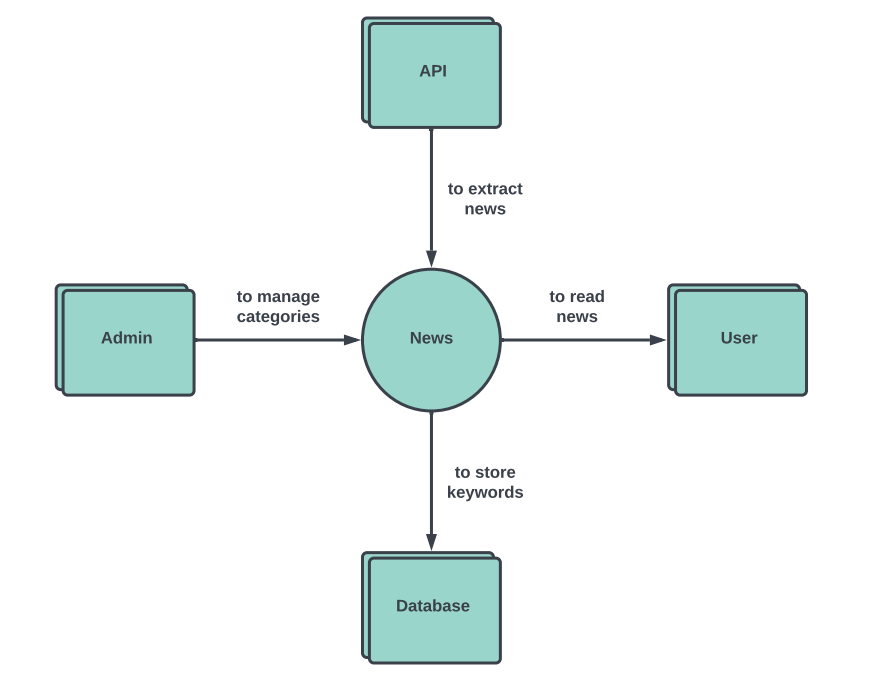 API
to extract
news
to manage
categories
to read
news
Admin
News
User
to store
keywords
Database